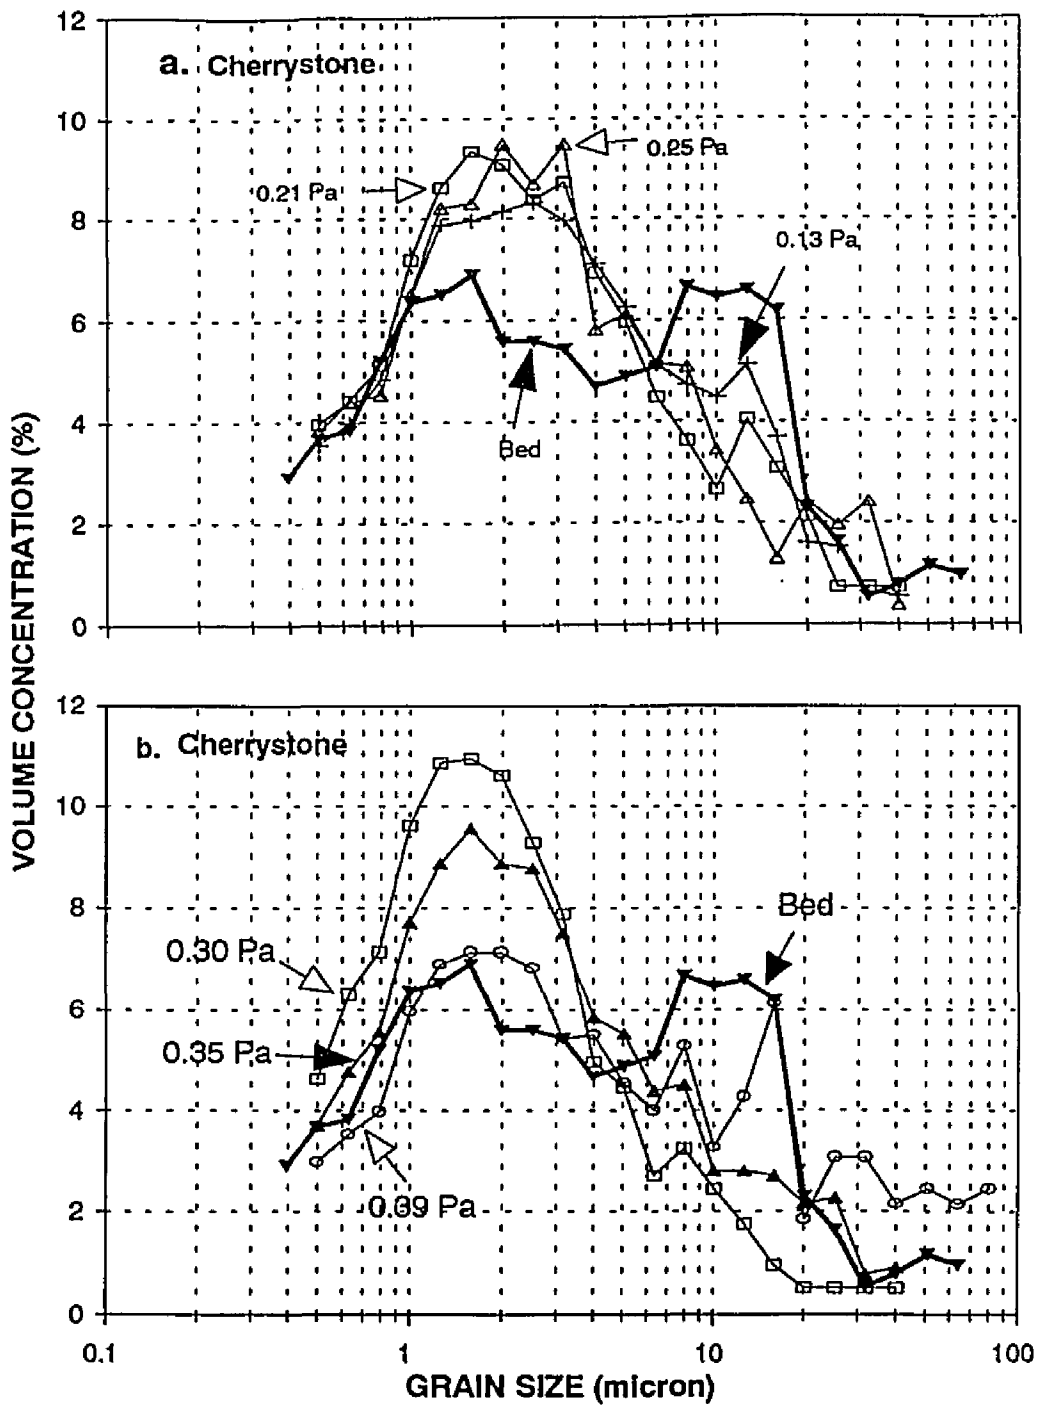 12
a. Cherrystone
10
0.25 Pa
0.21 Pa
8
0.13 Pa
6
4
Bed
2
0
VOLUME CONCENTRATION (%)
12
b. Cherrystone
10
8
Bed
0.30 Pa
6
0.35 Pa
4
0.39 Pa
2
0
0.1 1 10 100
GRAIN SIZE (micron)